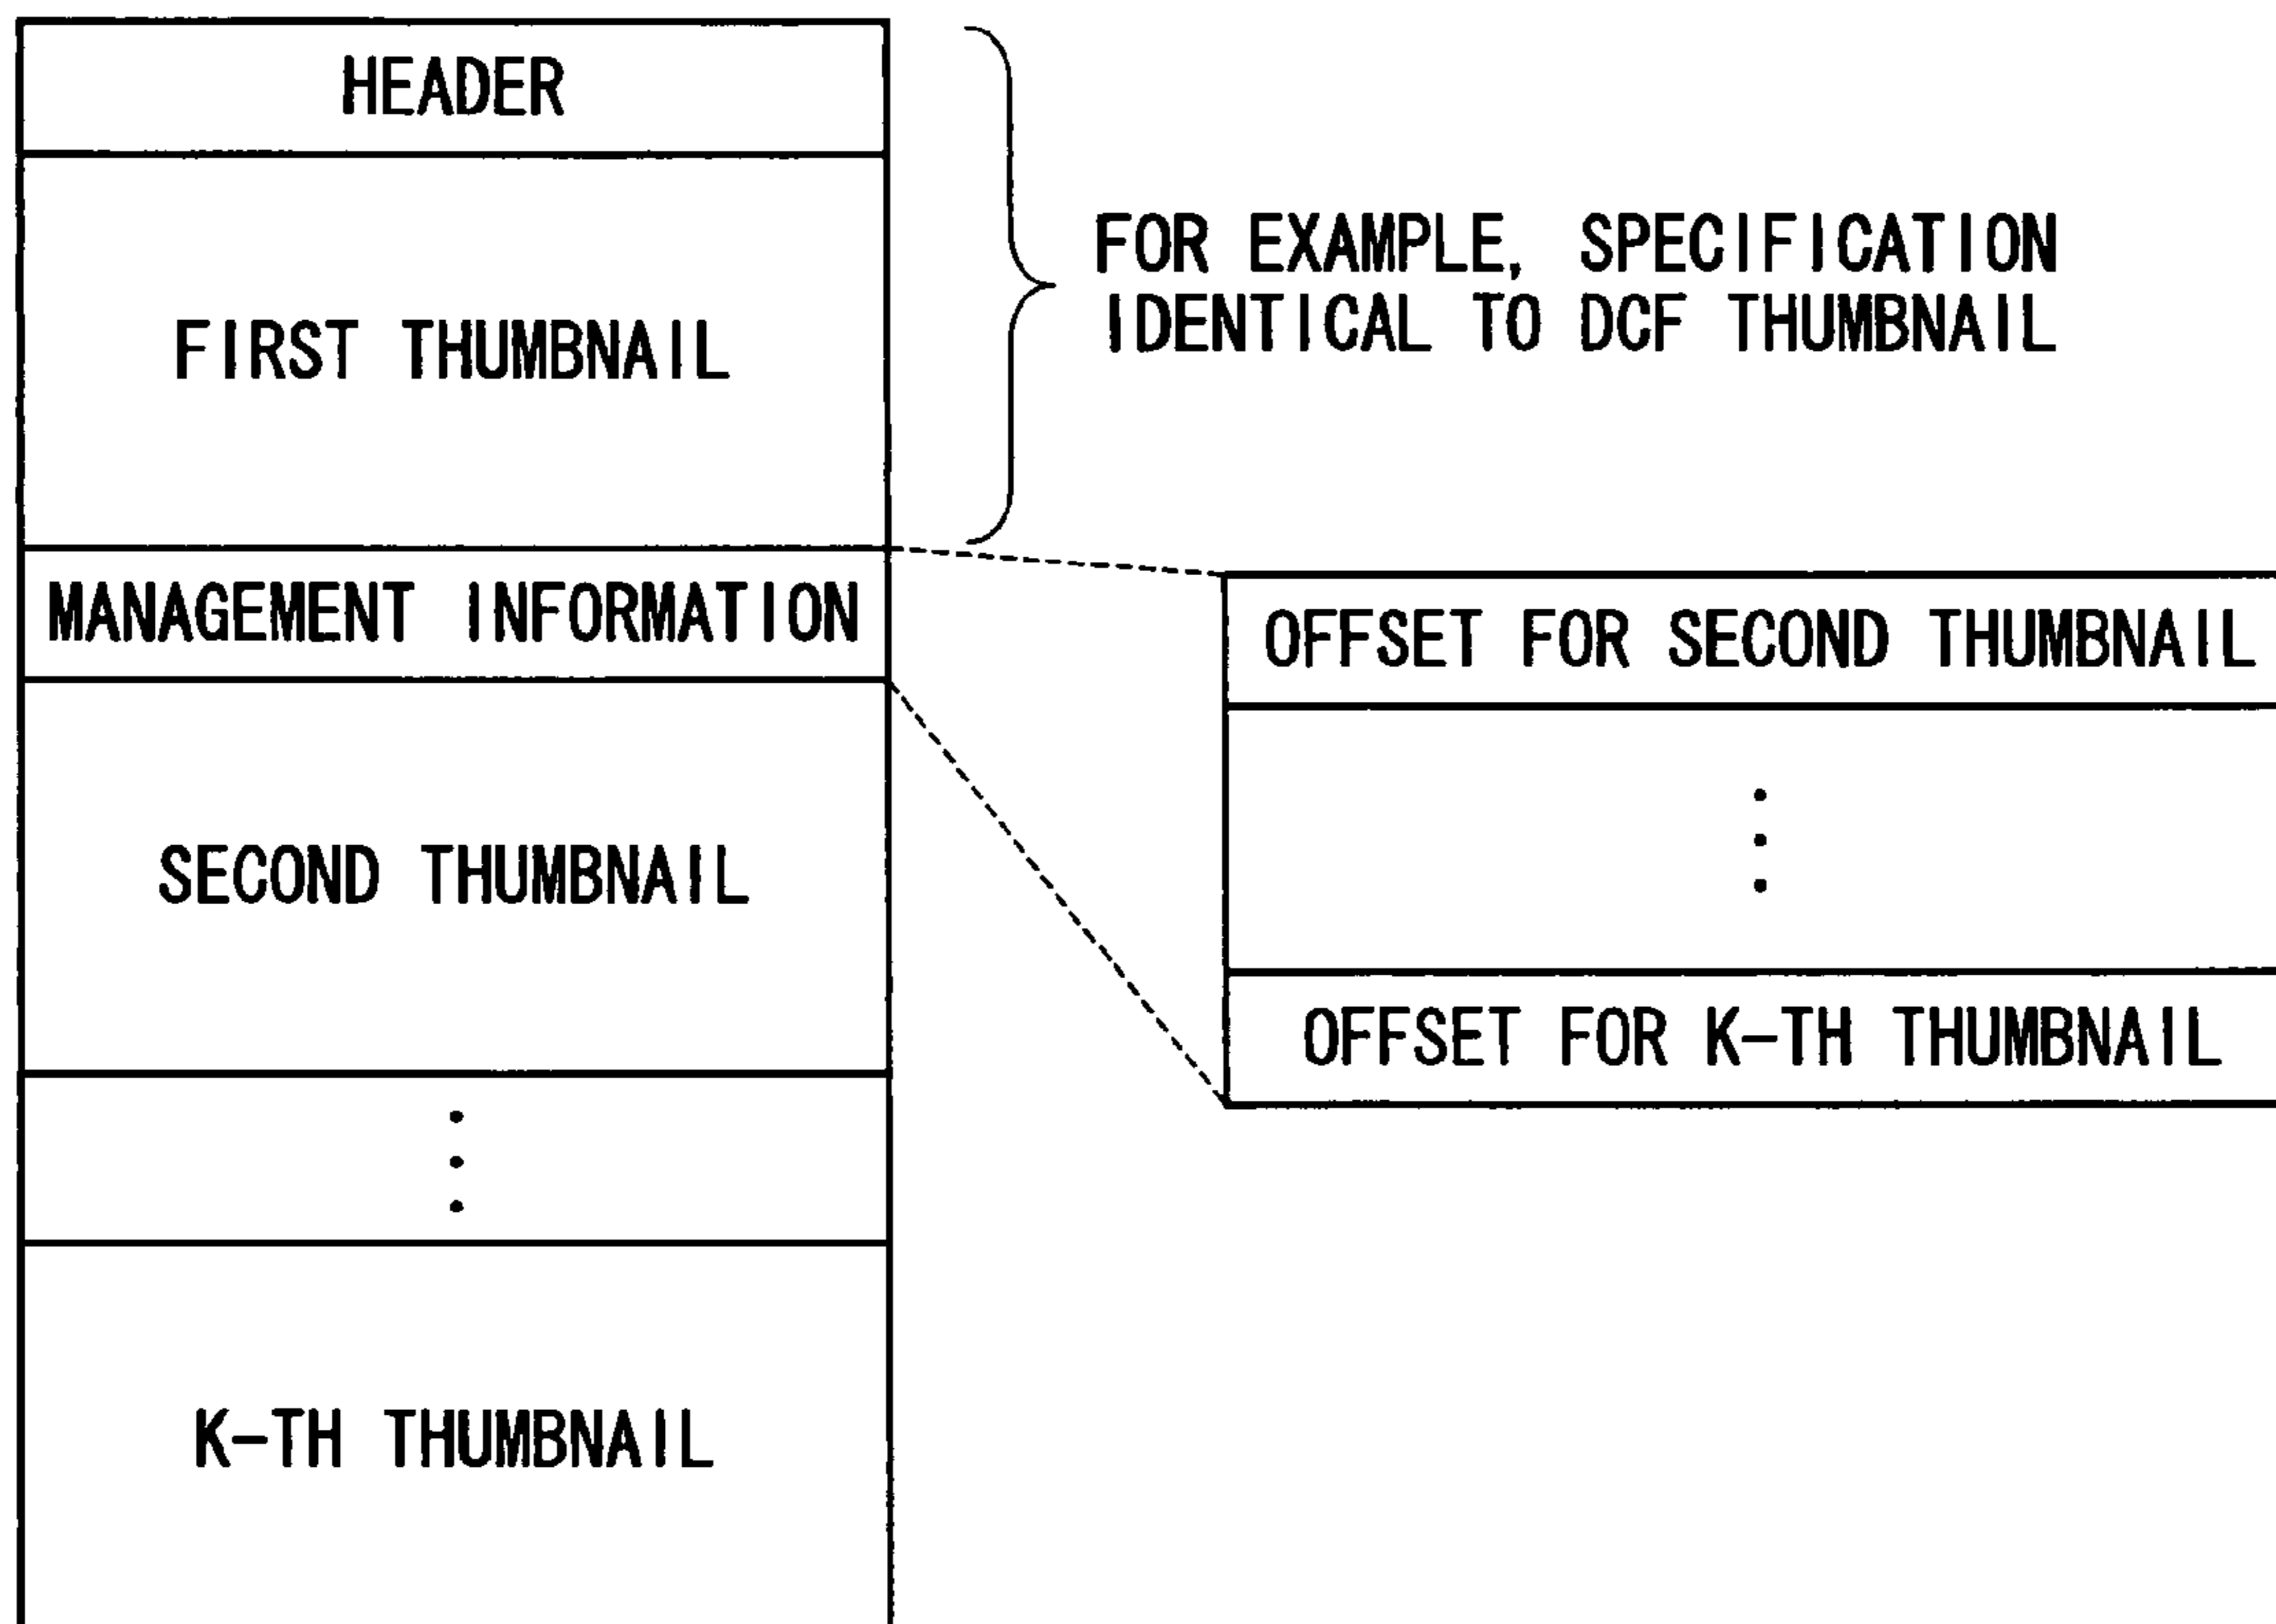 HEADER
FIRST THUMBNAIL
FOR EXAMPLE, SPECIFICATION
IDENTICAL TO DCF THUMBNAIL
MANAGEMENT INFORMATION
OFFSET FOR SECOND THUMBNAIL
SECOND THUMBNAIL
OFFSET FOR K-TH THUMBNAIL
K-TH THUMBNAIL